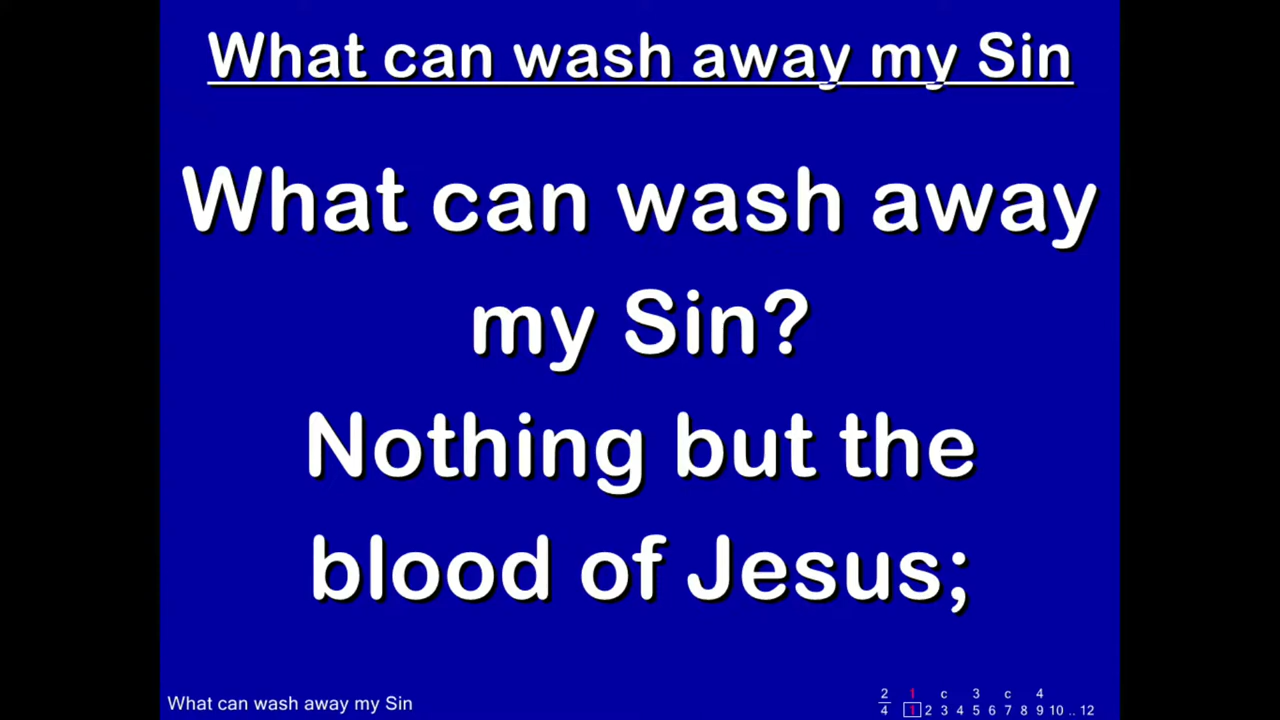 What can wash away my Sin
What can wash away
my Sin?
Nothing but the
blood of Jesus;
What can wash away my Sin
2 1 c 3 c 4
4 1 2 3 4 5 6 7 8 9 10 .. 12